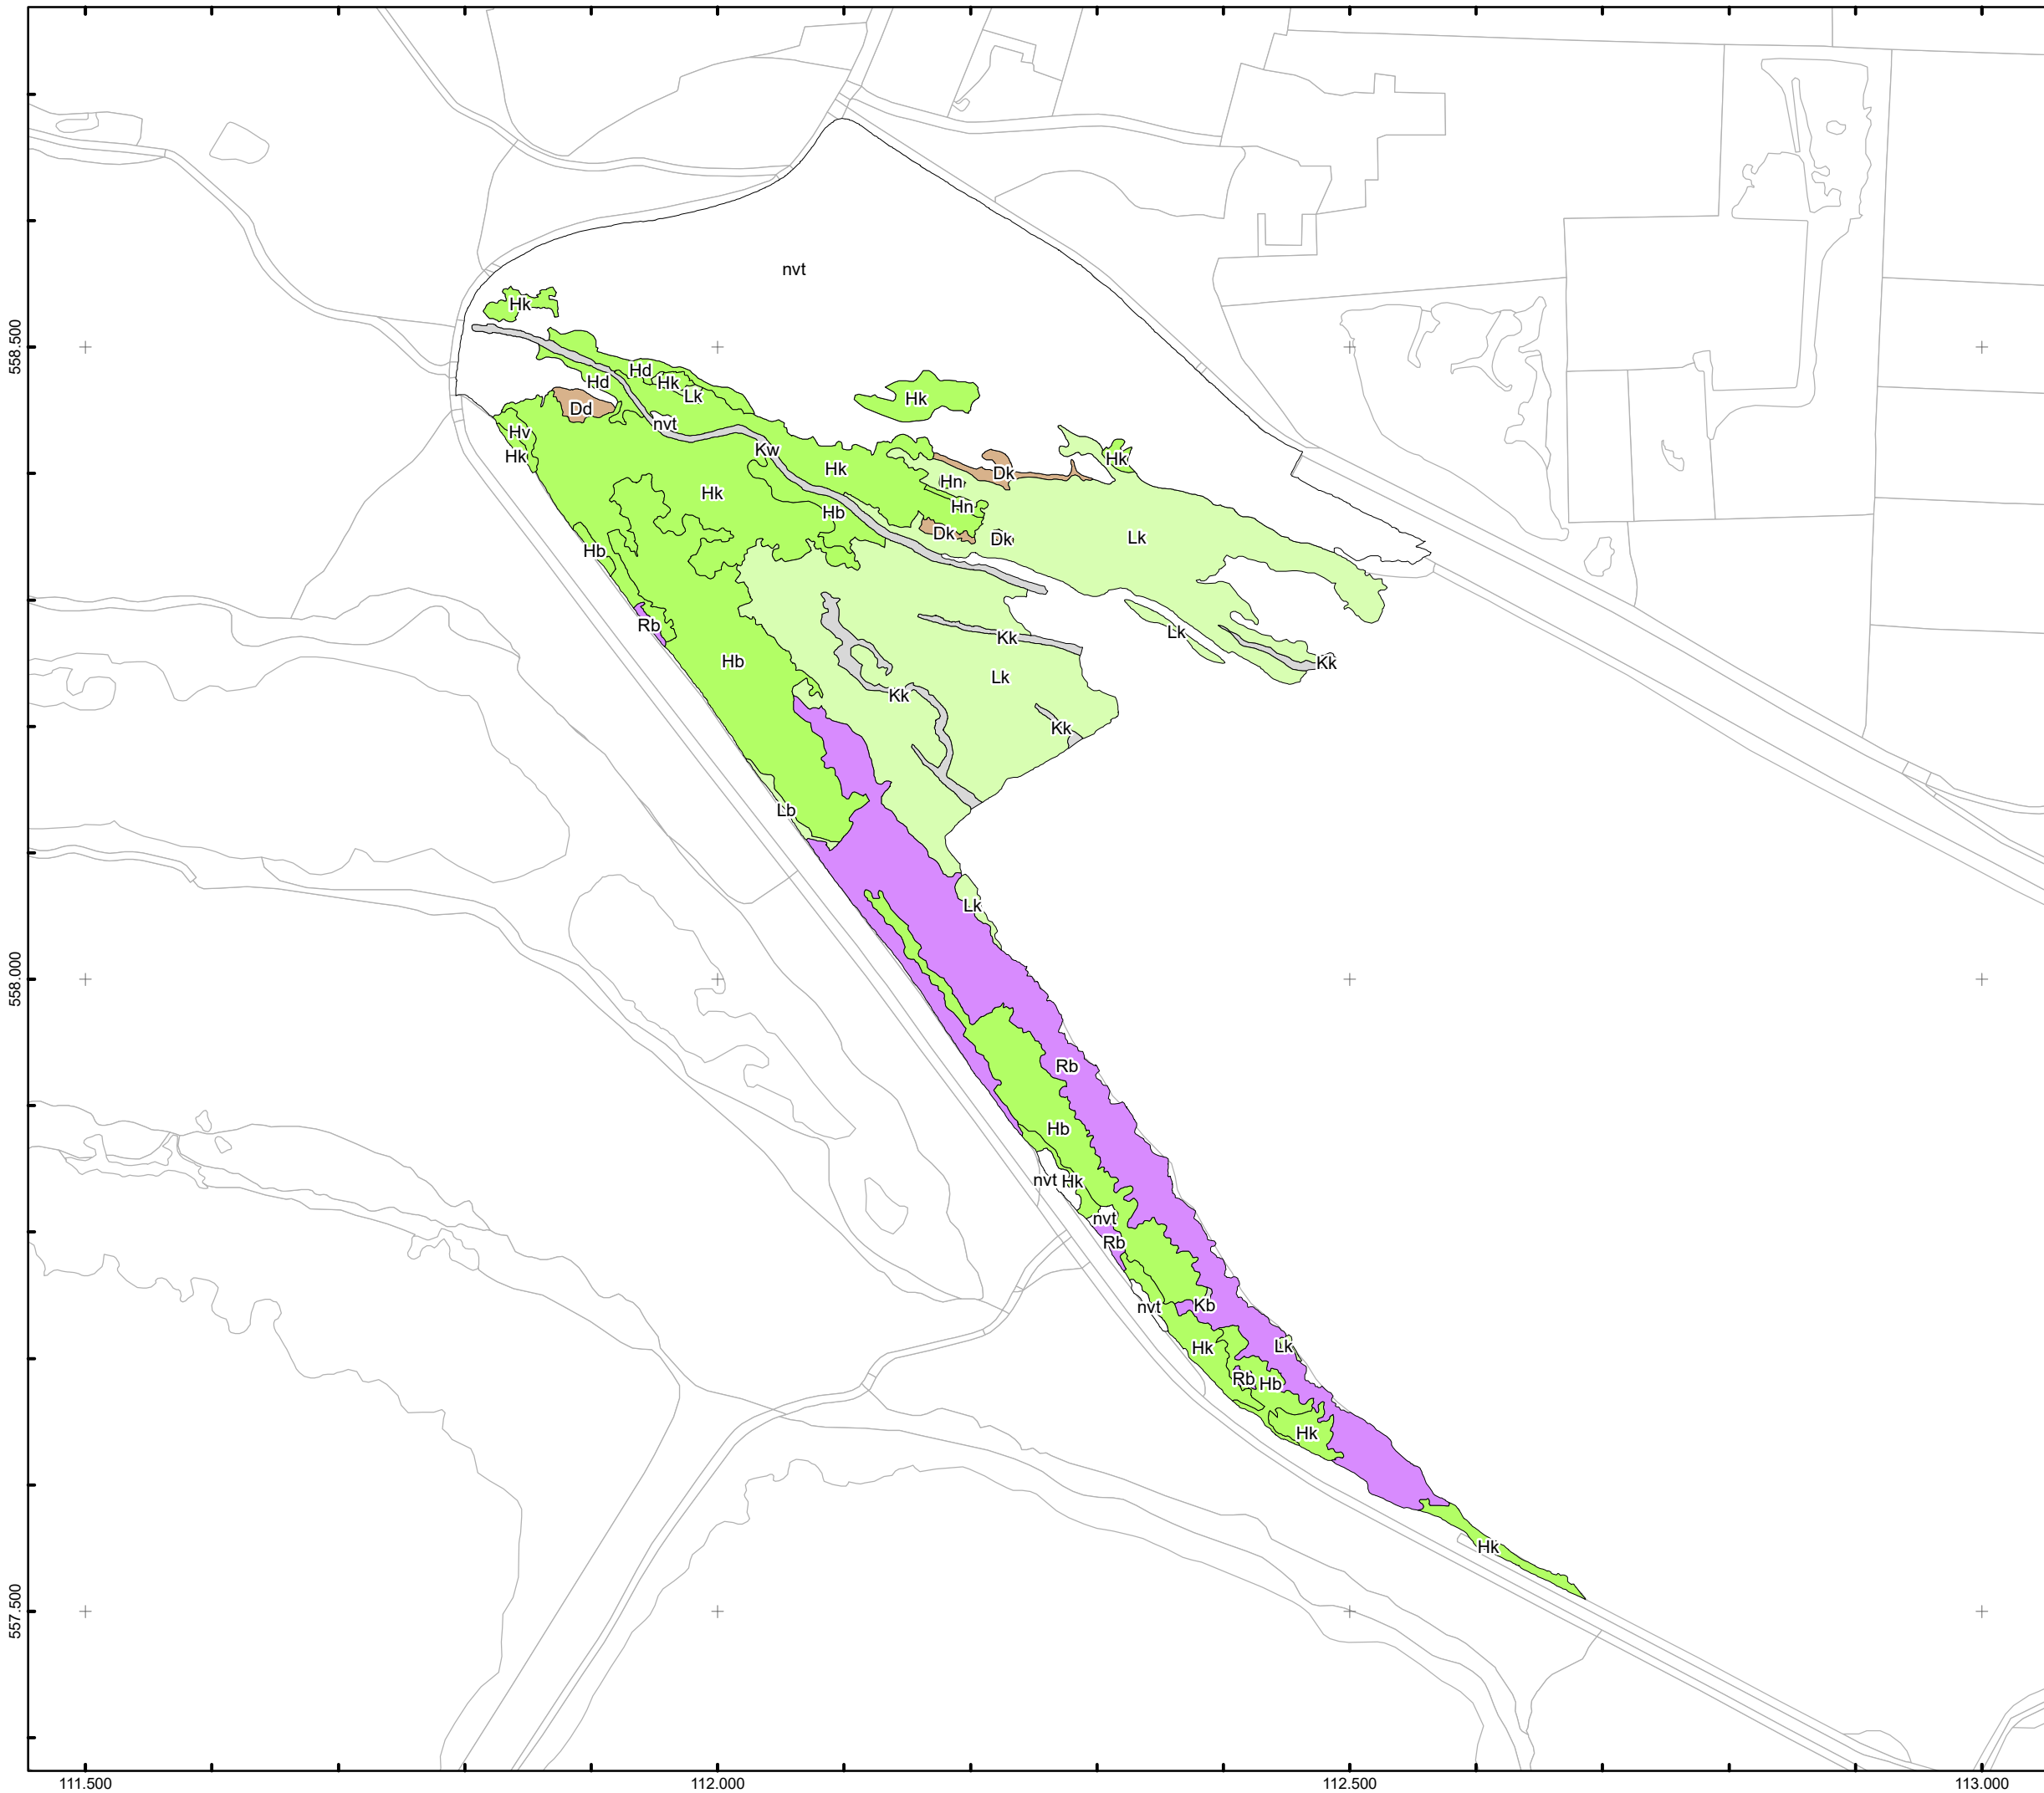 nvt
Hk
558.500
Hd
Hd
Hk
Lk
Hk
Dd
nvt
Hv
Kw
Hk
Hk
Hk
Dk
Hn
Hk
Hn
Hb
Dk
Dk
Lk
Hb
Rb
Lk
Kk
Hb
Kk
Lk
Kk
Kk
Lb
Lk
558.000
Rb
Hb
nvt
Hk
nvt
Rb
Kb
nvt
Hk
Lk
Rb
Hb
Hk
Hk
557.500
111.500
112.000
112.500
113.000